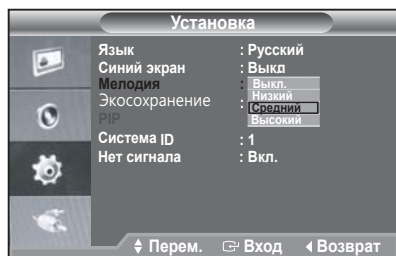 Установка
Язык : Русский
Синий экран : Выкл
Мелодия : Выкл.
Низкий
Экосохранение : Средний
PIP Высокий
Система ID : 1
Нет сигнала : Вкл.
Перем. Вход Возврат